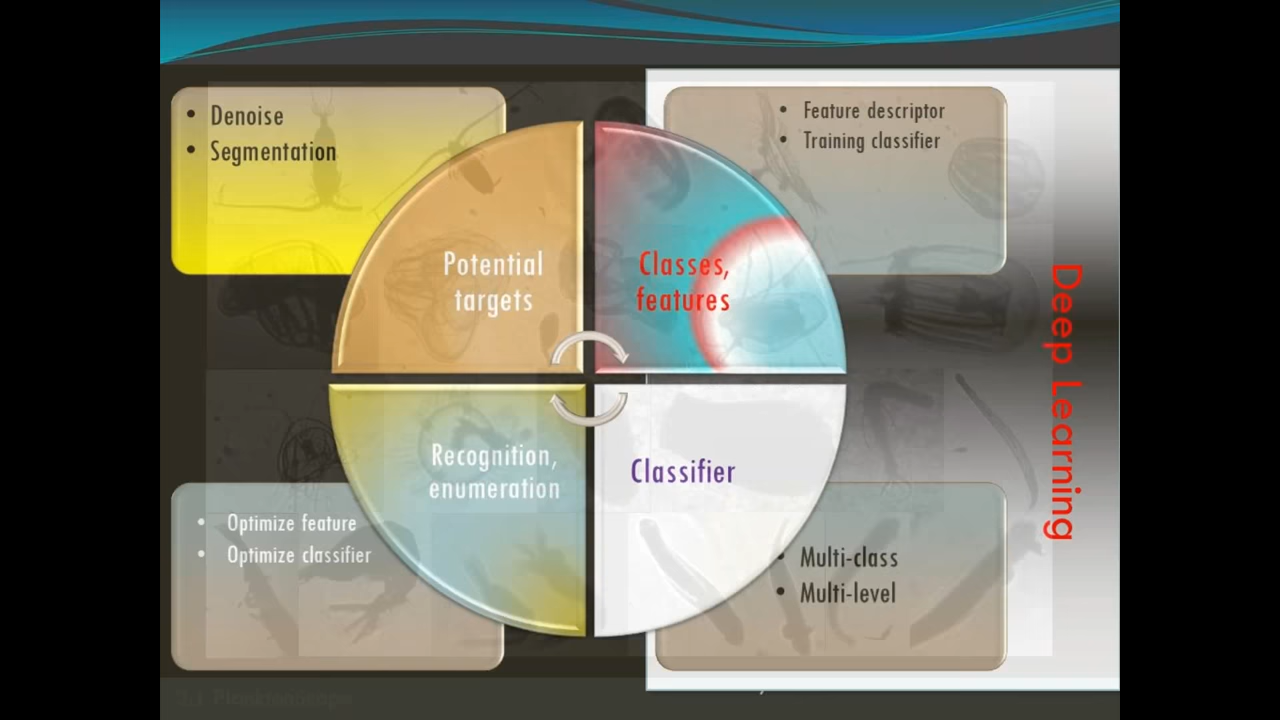 Denoise
Segmentation
Feature descriptor
Training classifier
Potential
targets
Classes,
features
Deep Learning
Recognition,
enumeration
Classifier
Optimize feature
Optimize classifier
Multi-class
Multi-level